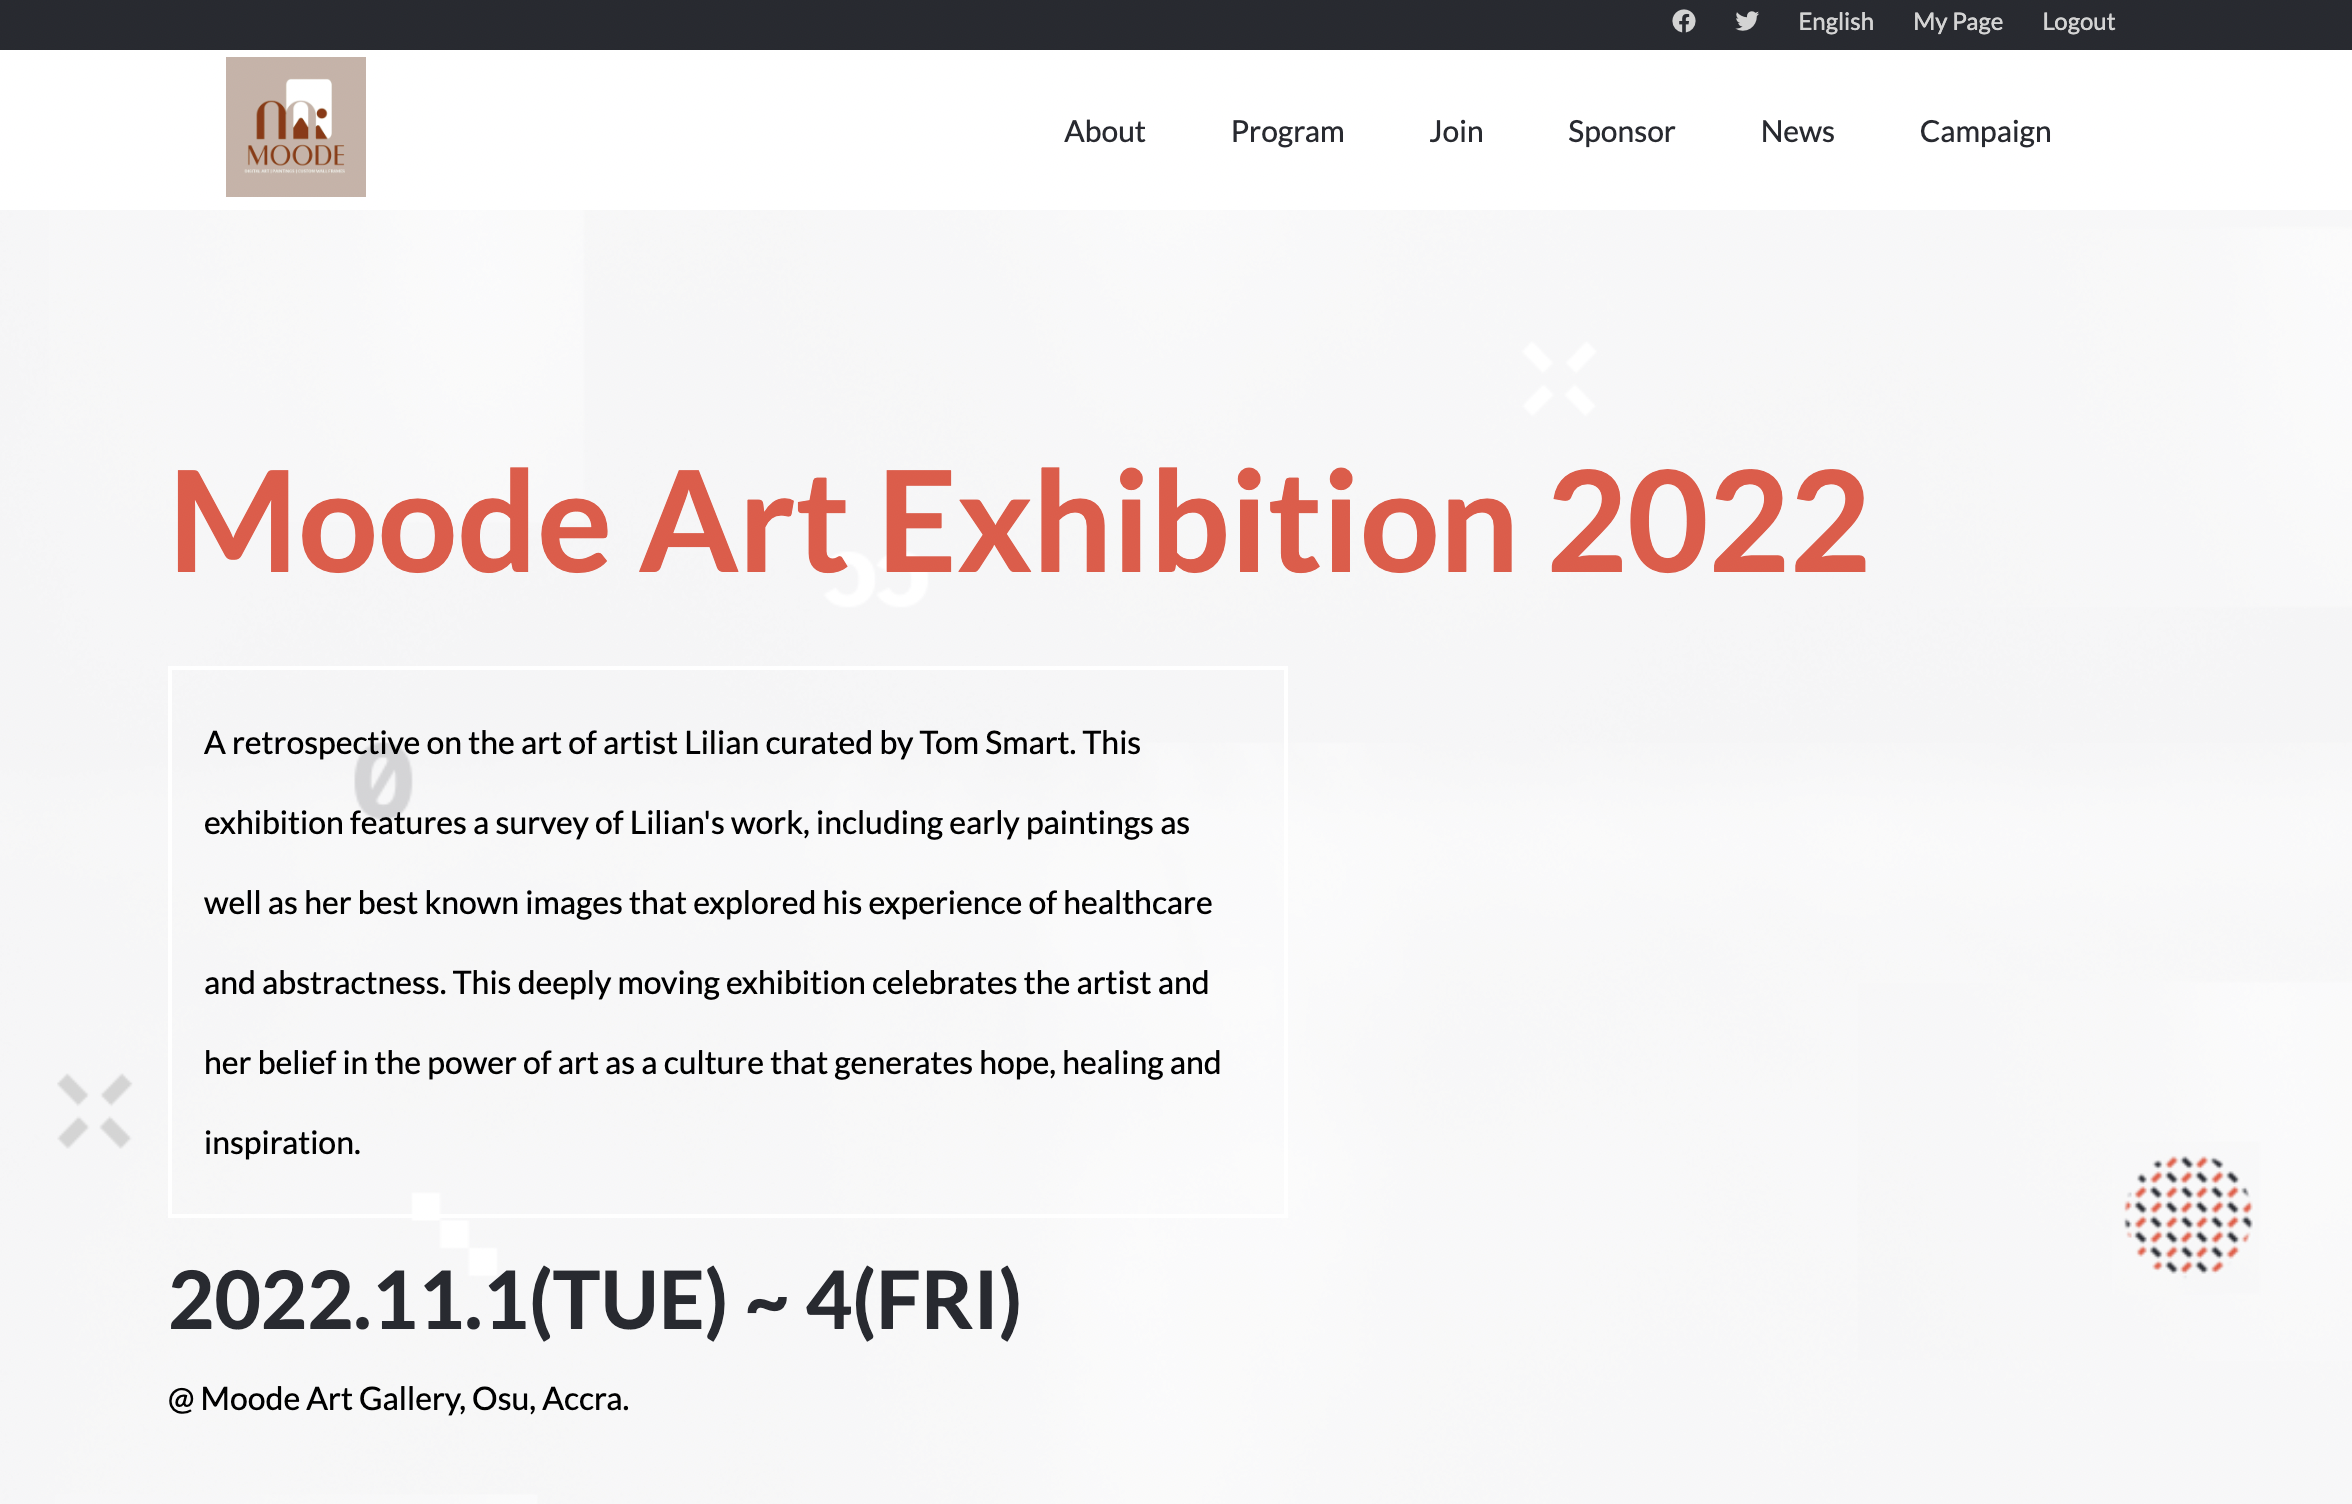 English My Page Logout
MOODE
About Program Join Sponsor News Campaign
Moode Art Exhibition 2022
A retrospective on the art of artist Lilian curated by Tom Smart. This
exhibition features a survey of Lilian's work, including early paintings as
well as her best known images that explored his experience of healthcare
and abstractness. This deeply moving exhibition celebrates the artist and
her belief in the power of art as a culture that generates hope, healing and
inspiration.
2022.11.1(TUE) ~ 4(FRI)
@ Moode Art Gallery, Osu, Accra.